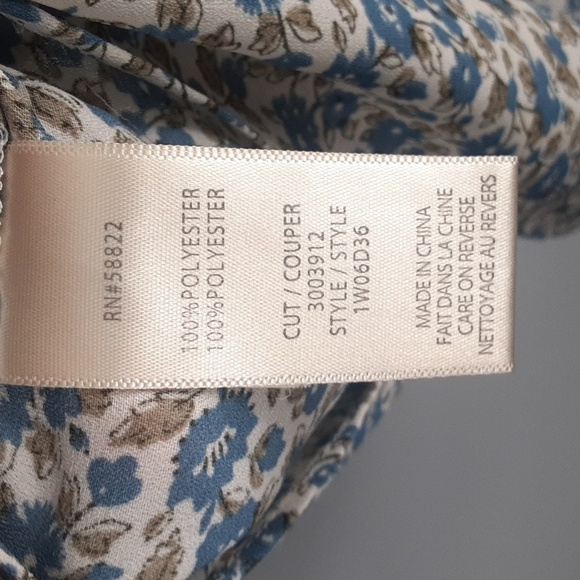 RN#58822
100%POLYESTER
100%POLYESTER
CUT / COUPER
3003912
STYLE / STYLE
1W06D36
MADE IN CHINA
FAIT DANS LA CHINE
CARE ON REVERSE
NETTOYAGE AU REVERS